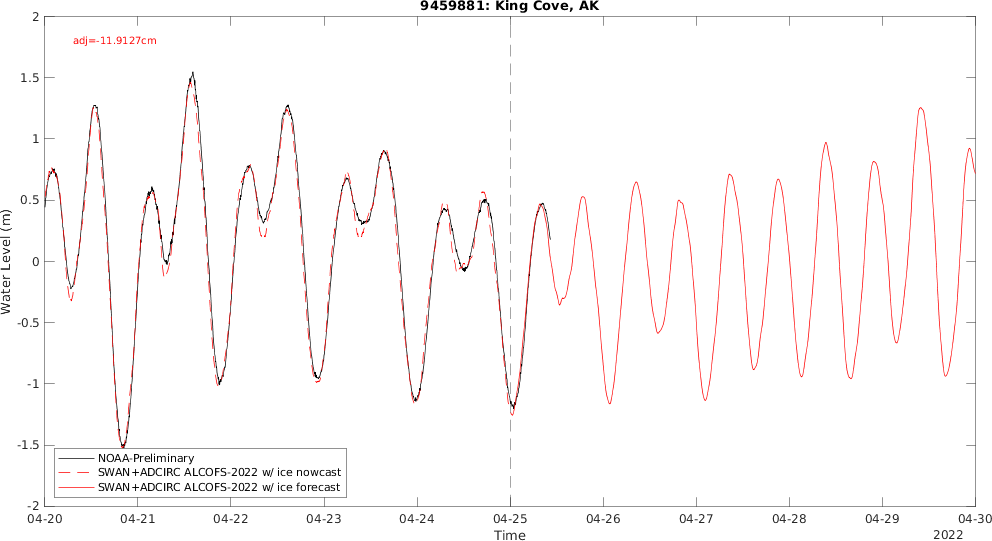 9459881: King Cove, AK
2
adj=-11.9127cm
1.5
1
0.5
0
-0.5
-1
-1.5
-2
Water Level (m)
NOAA-Preliminary
SWAN+ADCIRC ALCOFS-2022 w/ ice nowcast
SWAN+ADCIRC ALCOFS-2022 w/ ice forecast
04-20 04-21 04-22 04-23 04-24 04-25 04-26 04-27 04-28 04-29 04-30
Time
2022